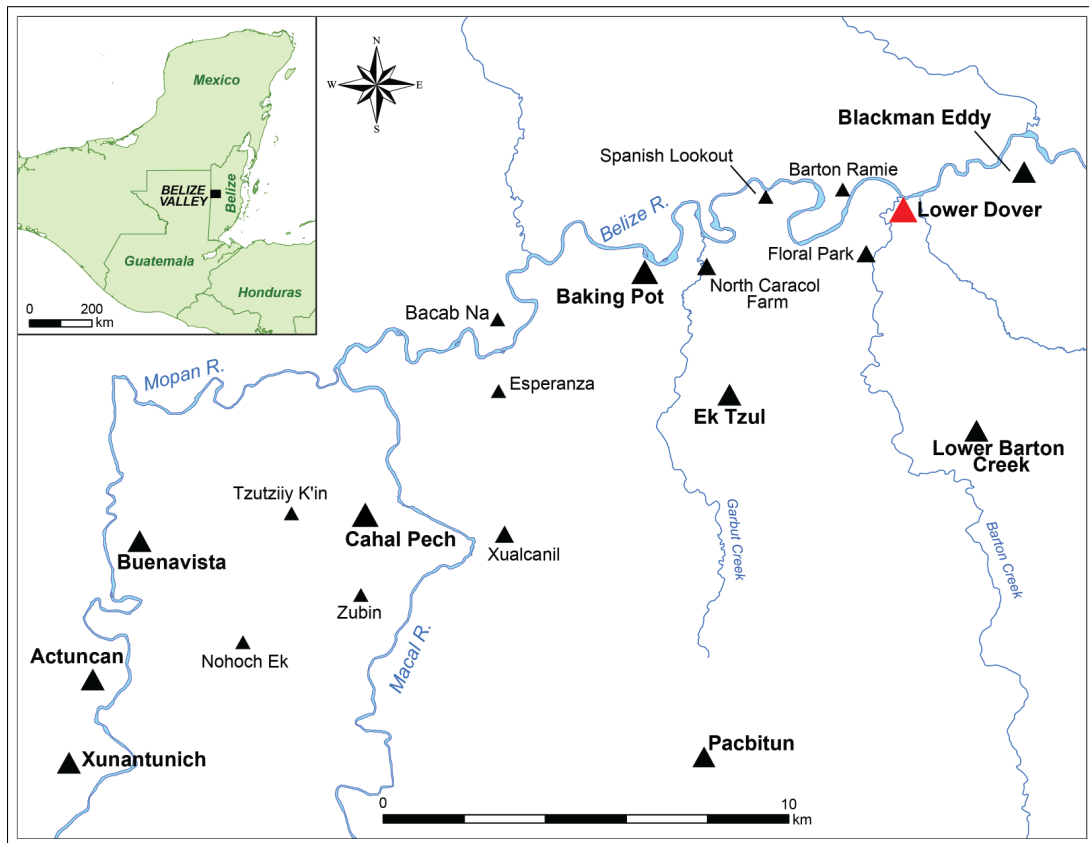 Mexico
BELIZE
VALLEY
Belize
Guatemala
Honduras
0
200
km
N
W
E
S
Blackman Eddy
Spanish Lookout
Barton Ramie
Lower Dover
Belize R.
Floral Park
Baking Pot
North Caracol
Farm
Bacab Na
Mopan R.
Esperanza
Ek Tzul
Lower Barton
Creek
Tzutziiy K'in
Cahal Pech
Xualcanil
Buenavista
Garbut Creek
Barton Creek
Zubin
Nohoch Ek
Macal R.
Actuncan
Xunantunich
Pacbitun
0
10
km